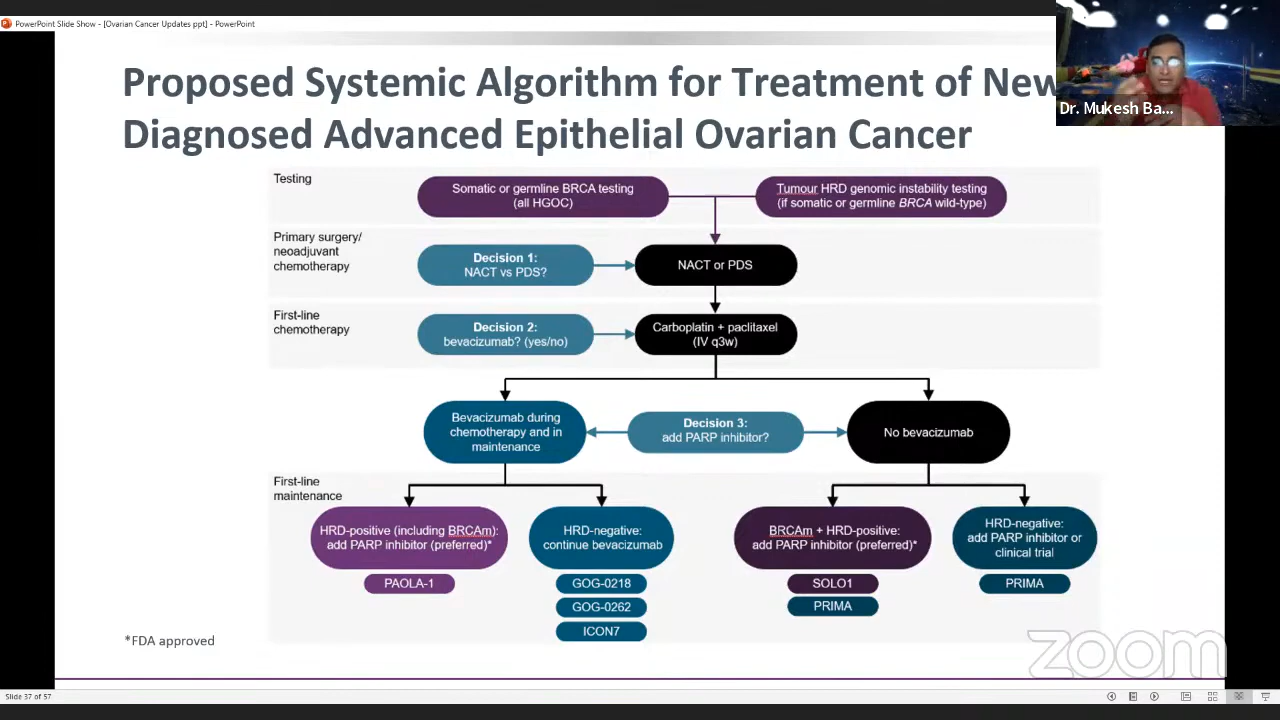 PowerPoint Slide Show - [Ovarian Cancer Updates ppt] - PowerPoint
Proposed Systemic Algorithm for Treatment of New
Diagnosed Advanced Epithelial Ovarian Cancer
Dr. Mukesh Ba...
Testing
Somatic or germline BRCA testing
(all HGOC)
Tumour HRD genomic instability testing
(if somatic or germline BRCA wild-type)
Primary surgery/
neoadjuvant
chemotherapy
Decision 1:
NACT vs PDS?
NACT or PDS
First-line
chemotherapy
Decision 2:
bevacizumab? (yes/no)
Carboplatin + paclitaxel
(IV q3w)
Bevacizumab during
chemotherapy and in
maintenance
Decision 3:
add PARP inhibitor?
No bevacizumab
First-line
maintenance
HRD-positive (including BRCAm):
add PARP inhibitor (preferred)*
HRD-negative:
continue bevacizumab
BRCAm + HRD-positive:
add PARP inhibitor (preferred)*
HRD-negative:
add PARP inhibitor or
clinical trial
PAOLA-1
GOG-0218
GOG-0262
ICON7
SOLO1
PRIMA
PRIMA
*FDA approved
zoom
Slide 37 of 57